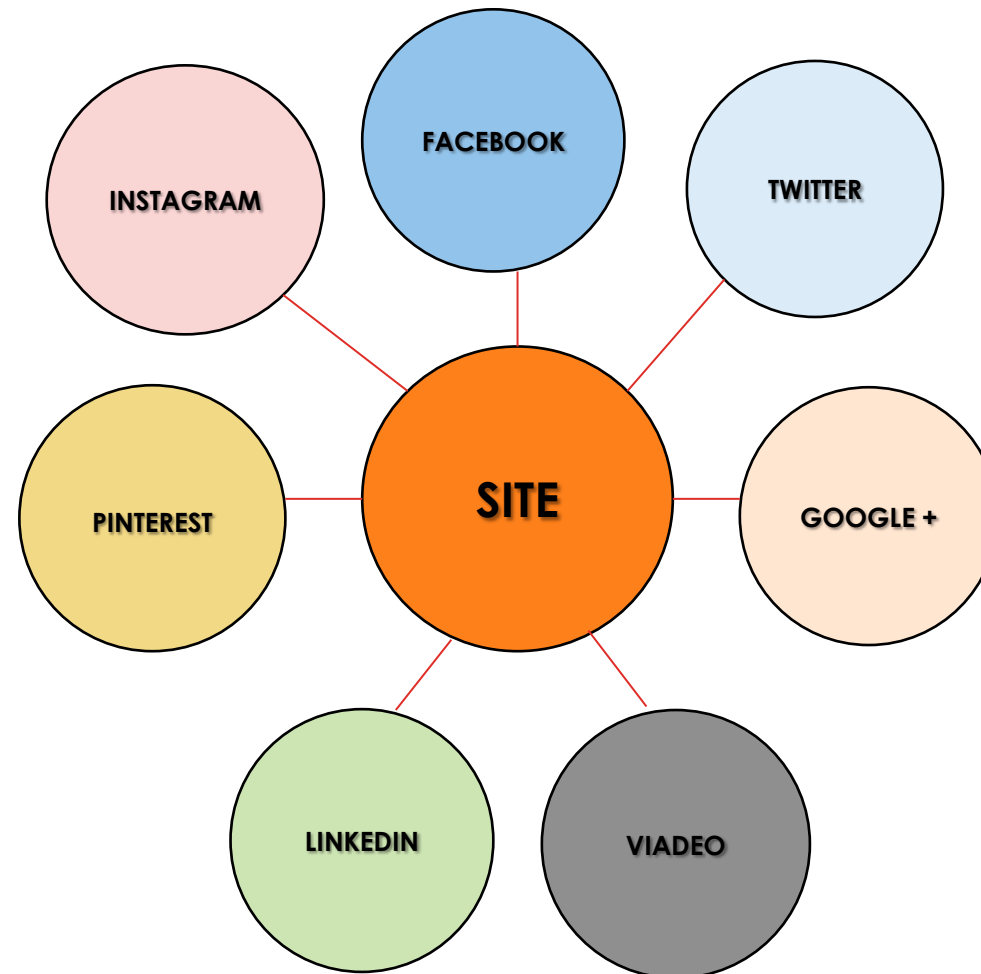 FACEBOOK
INSTAGRAM
TWITTER
SITE
PINTEREST
GOOGLE +
LINKEDIN
VIADEO